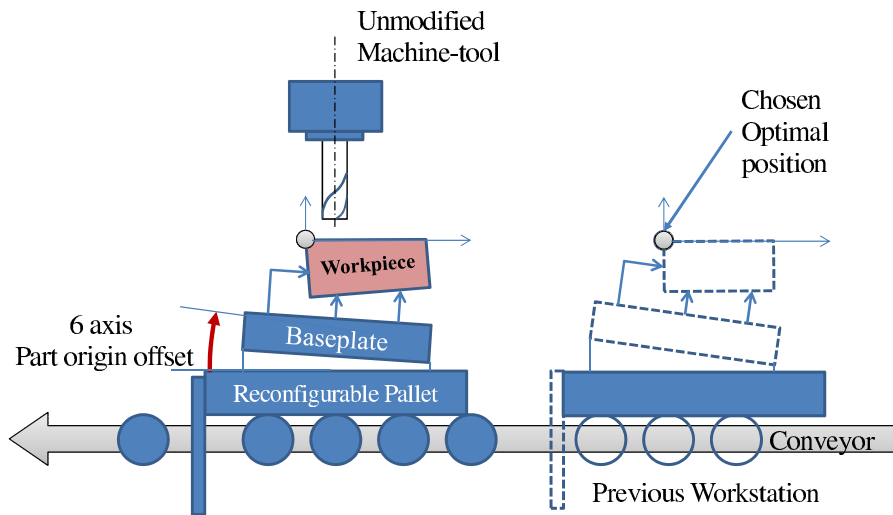 Unmodified
Machine-tool
Chosen
Optimal
position
Workpiece
6 axis
Part origin offset
Baseplate
Reconfigurable Pallet
Conveyor
Previous Workstation